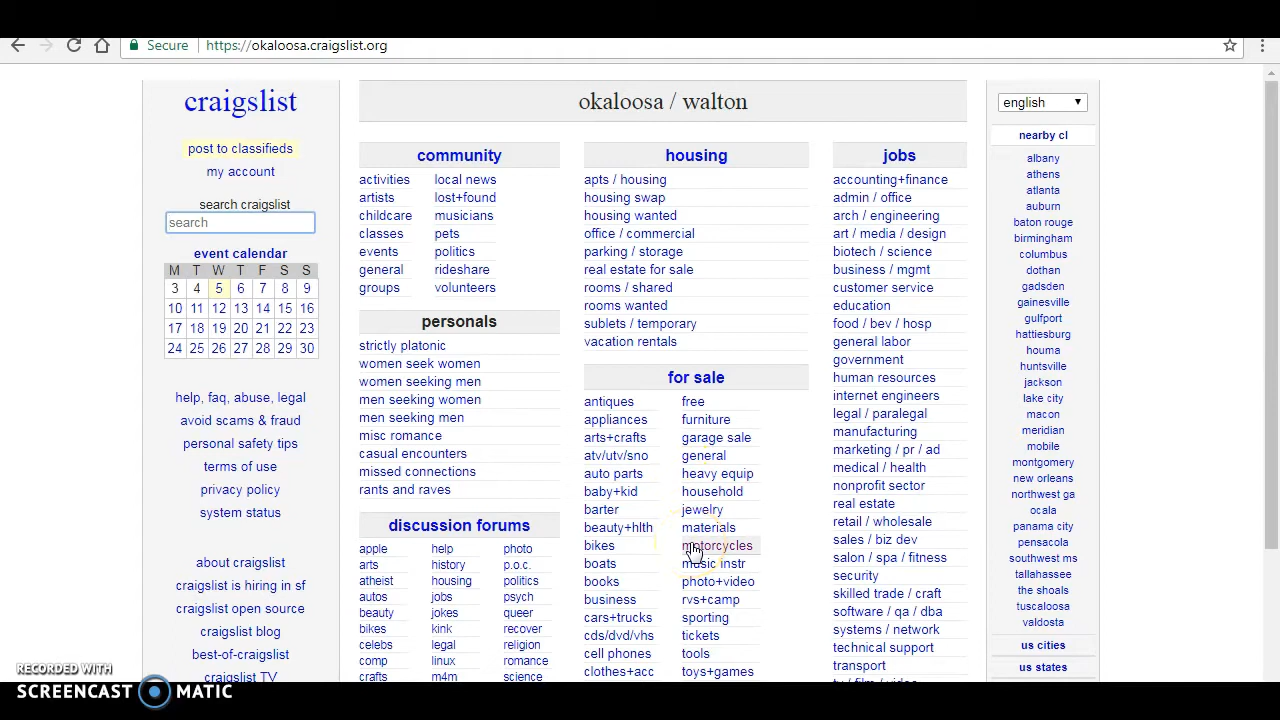 Secure https://okaloosa.craigslist.org
craigslist
post to classifieds
my account
search craigslist
search
event calendar
M T W T F S S
3 4 5 6 7 8 9
10 11 12 13 14 15 16
17 18 19 20 21 22 23
24 25 26 27 28 29 30
help, faq, abuse, legal
avoid scams & fraud
personal safety tips
terms of use
privacy policy
system status
about craigslist
craigslist is hiring in sf
craigslist open source
craigslist blog
best-of-craigslist
craigslist TV
okaloosa / walton
community
activities local news
artists lost+found
childcare musicians
classes pets
events politics
general rideshare
groups volunteers
personals
strictly platonic
women seek women
women seeking men
men seeking women
men seeking men
misc romance
casual encounters
missed connections
rants and raves
discussion forums
apple help photo
arts history p.o.c.
atheist housing politics
autos jobs psych
beauty jokes queer
bikes kink recover
celebs legal religion
comp linux romance
crafts m4m science
housing
apts / housing
housing swap
housing wanted
office / commercial
parking / storage
real estate for sale
rooms / shared
rooms wanted
sublets / temporary
vacation rentals
for sale
antiques free
appliances furniture
arts+crafts garage sale
atv/utv/sno general
auto parts heavy equip
baby+kid household
barter jewelry
beauty+hlth materials
bikes motorcycles
boats music instr
books photo+video
business rvs+camp
cars+trucks sporting
cds/dvd/vhs tickets
cell phones tools
clothes+acc toys+games
jobs
accounting+finance
admin / office
arch / engineering
art / media / design
biotech / science
business / mgmt
customer service
education
food / bev / hosp
general labor
government
human resources
internet engineers
legal / paralegal
manufacturing
marketing / pr / ad
medical / health
nonprofit sector
real estate
retail / wholesale
sales / biz dev
salon / spa / fitness
security
skilled trade / craft
software / qa / dba
systems / network
technical support
transport
tv / film / video
english
nearby cl
albany
athens
atlanta
auburn
baton rouge
birmingham
columbus
dothan
gadsden
gainesville
gulfport
hattiesburg
houma
huntsville
jackson
lake city
macon
meridian
mobile
montgomery
new orleans
northwest ga
ocala
panama city
pensacola
southwest ms
tallahassee
the shoals
tuscaloosa
valdosta
us cities
us states
RECORDED WITH
SCREENCAST MATIC